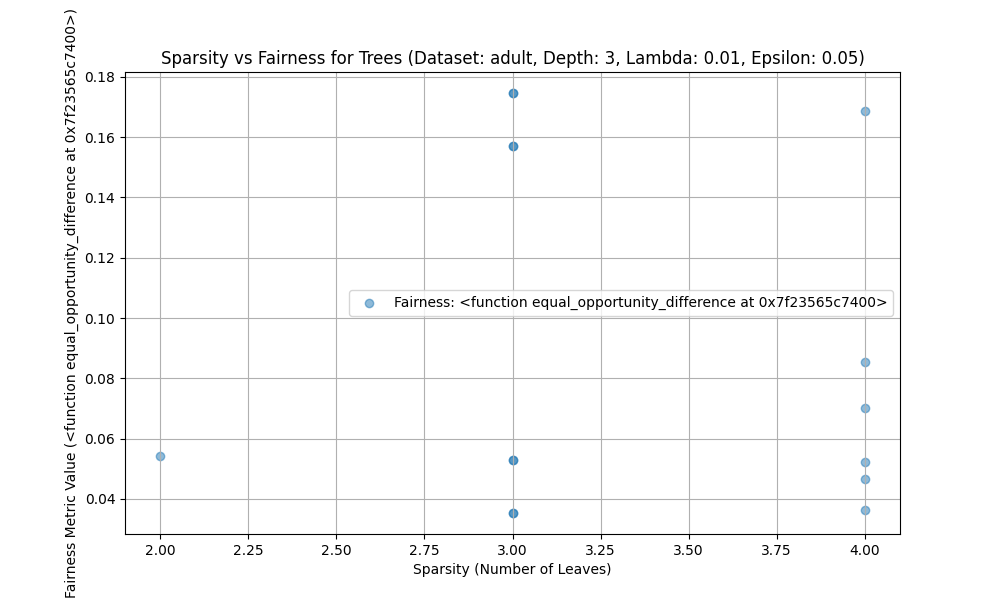 Sparsity vs Fairness for Trees (Dataset: adult, Depth: 3, Lambda: 0.01, Epsilon: 0.05)
Fairness Metric Value (<function equal_opportunity_difference at 0x7f23565c7400>)
0.18
0.16
0.14
0.12
0.10
0.08
0.06
0.04
Fairness: <function equal_opportunity_difference at 0x7f23565c7400>
2.00 2.25 2.50 2.75 3.00 3.25 3.50 3.75 4.00
Sparsity (Number of Leaves)